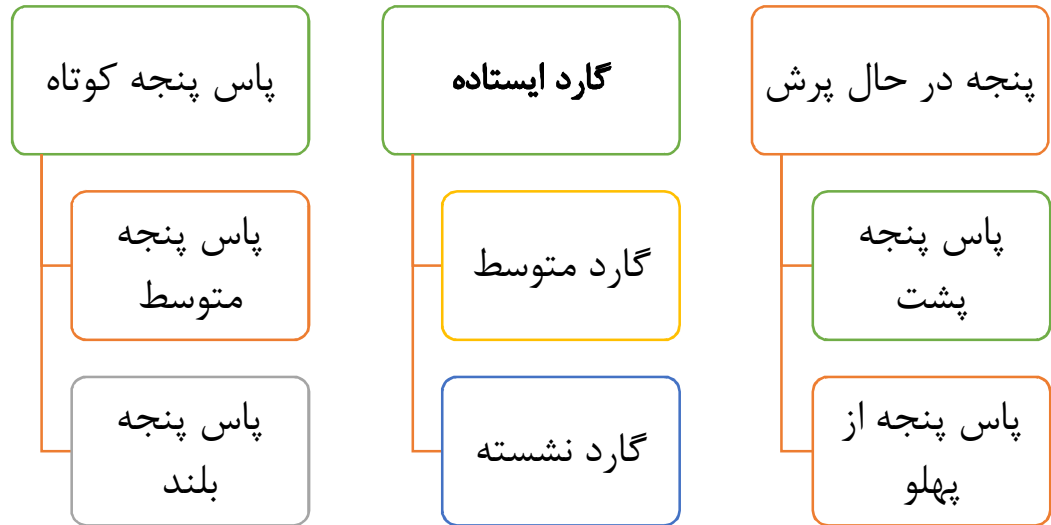 پنجه در حال پرش
پاس پنجه
پشت
پاس پنجه از
پهلو
گارد ایستاده
گارد متوسط
گارد نشسته
پاس پنجه کوتاه
پاس پنجه
متوسط
پاس پنجه
بلند